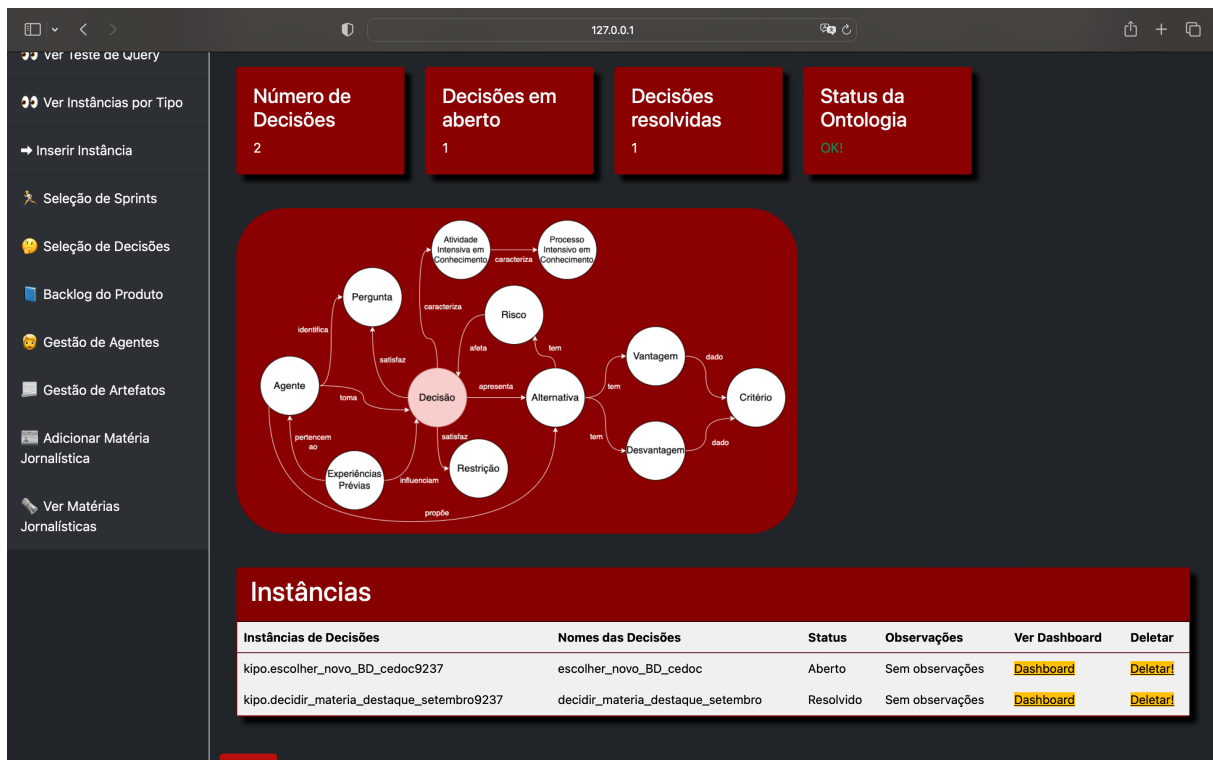 127.0.0.1
👀 Ver Teste de Query
👀 Ver Instâncias por Tipo
➡ Inserir Instância
🏃 Seleção de Sprints
🤔 Seleção de Decisões
📘 Backlog do Produto
🧑 Gestão de Agentes
📃 Gestão de Artefatos
📰 Adicionar Matéria
Jornalística
🗞 Ver Matérias
Jornalísticas
Número de
Decisões
2
Decisões em
aberto
1
Decisões
resolvidas
1
Status da
Ontologia
OK!
Atividade
Intensiva em
Conhecimento
caracteriza
Processo
Intensivo em
Conhecimento
Pergunta
caracteriza
Risco
identifica
satisfaz
afeta
tem
Vantagem
dado
Agente
toma
Decisão
apresenta
Alternativa
tem
Critério
pertencem
ao
satisfaz
tem
Desvantagem
dado
Experiências
Prévias
influenciam
Restrição
propõe
Instâncias
Instâncias de Decisões Nomes das Decisões Status Observações Ver Dashboard Deletar
kipo.escolher_novo_BD_cedoc9237 escolher_novo_BD_cedoc Aberto Sem observações Dashboard Deletar!
kipo.decidir_materia_destaque_setembro9237 decidir_materia_destaque_setembro Resolvido Sem observações Dashboard Deletar!